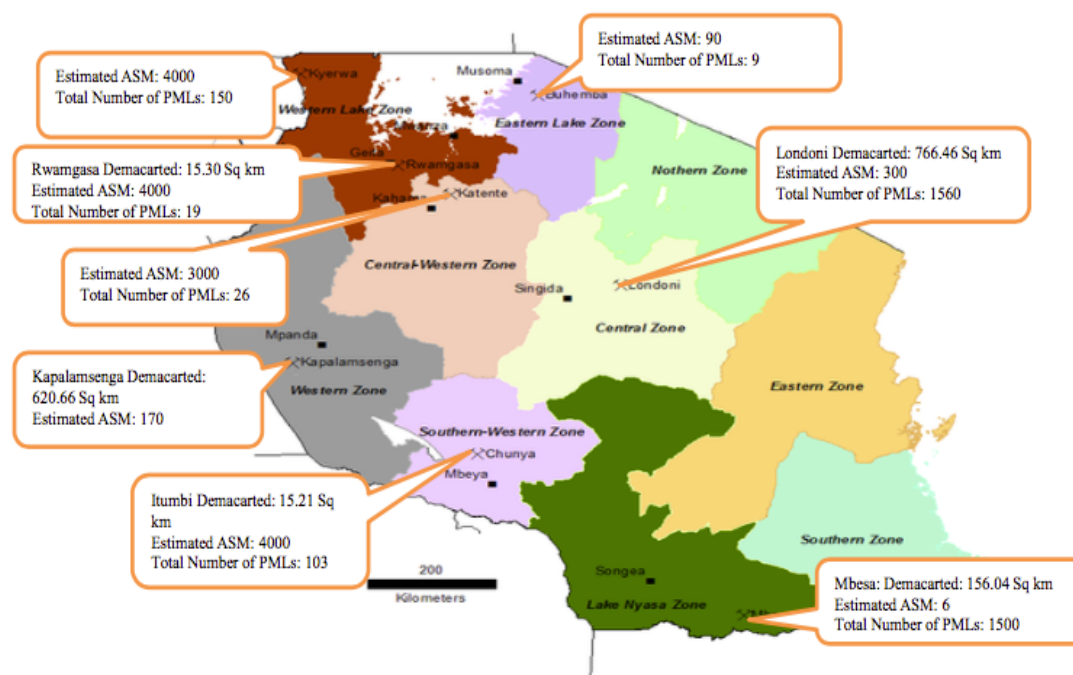 Estimated ASM: 90
Total Number of PMLs: 9
Estimated ASM: 4000
Total Number of PMLs: 150
Kyerwa
Musoma
Buhemba
Western Lake Zone
Eastern Lake Zone
Rwamgasa Demacarted: 15.30 Sq km
Estimated ASM: 4000
Total Number of PMLs: 19
Geita
Rwamgasa
Londoni Demacarted: 766.46 Sq km
Estimated ASM: 300
Total Number of PMLs: 1560
Nothern Zone
Katente
Estimated ASM: 3000
Total Number of PMLs: 26
Central-Western Zone
Singida
Londoni
Central Zone
Mpanda
Kapalamsenga
Western Zone
Kapalamsenga Demacarted:
620.66 Sq km
Estimated ASM: 170
Eastern Zone
Southern-Western Zone
Chunya
Mbeya
Itumbi Demacarted: 15.21 Sq
km
Estimated ASM: 4000
Total Number of PMLs: 103
Southern Zone
200
Kilometers
Songea
Lake Nyasa Zone
Mbesa: Demacarted: 156.04 Sq km
Estimated ASM: 6
Total Number of PMLs: 1500